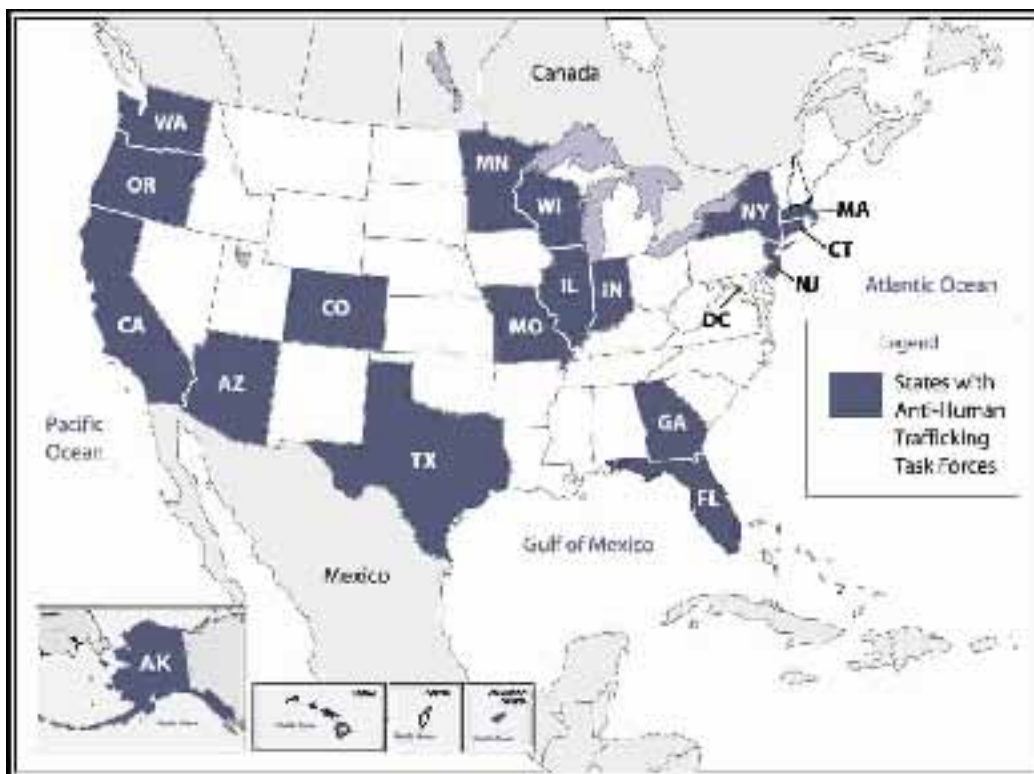 Canada
WA
MN
OR
WI
NY
MA
CT
NJ
Atlantic Ocean
IL
IN
CO
DC
MO
CA
Legend
AZ
States with
Anti-Human
Trafficking
Task Forces
GA
Pacific
Ocean
TX
FL
Gulf of Mexico
Mexico
AK